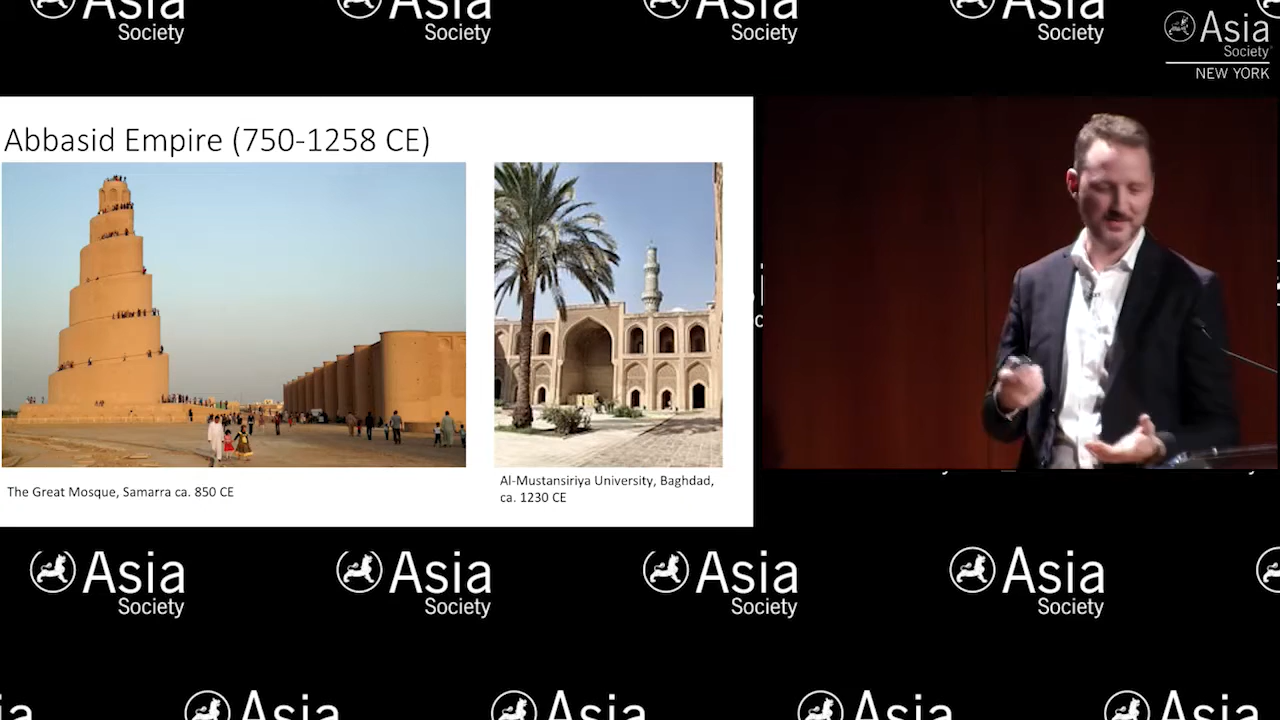 Asia
Society
Asia
Society
Asia
Society
Asia
Society
Asia
Society
NEW YORK
Abbasid Empire (750-1258 CE)
The Great Mosque, Samarra ca. 850 CE
Al-Mustansiriya University, Baghdad,
ca. 1230 CE
Asia
Society
Asia
Society
Asia
Society
Asia
Society
Asia
Asia
Asia
Asia